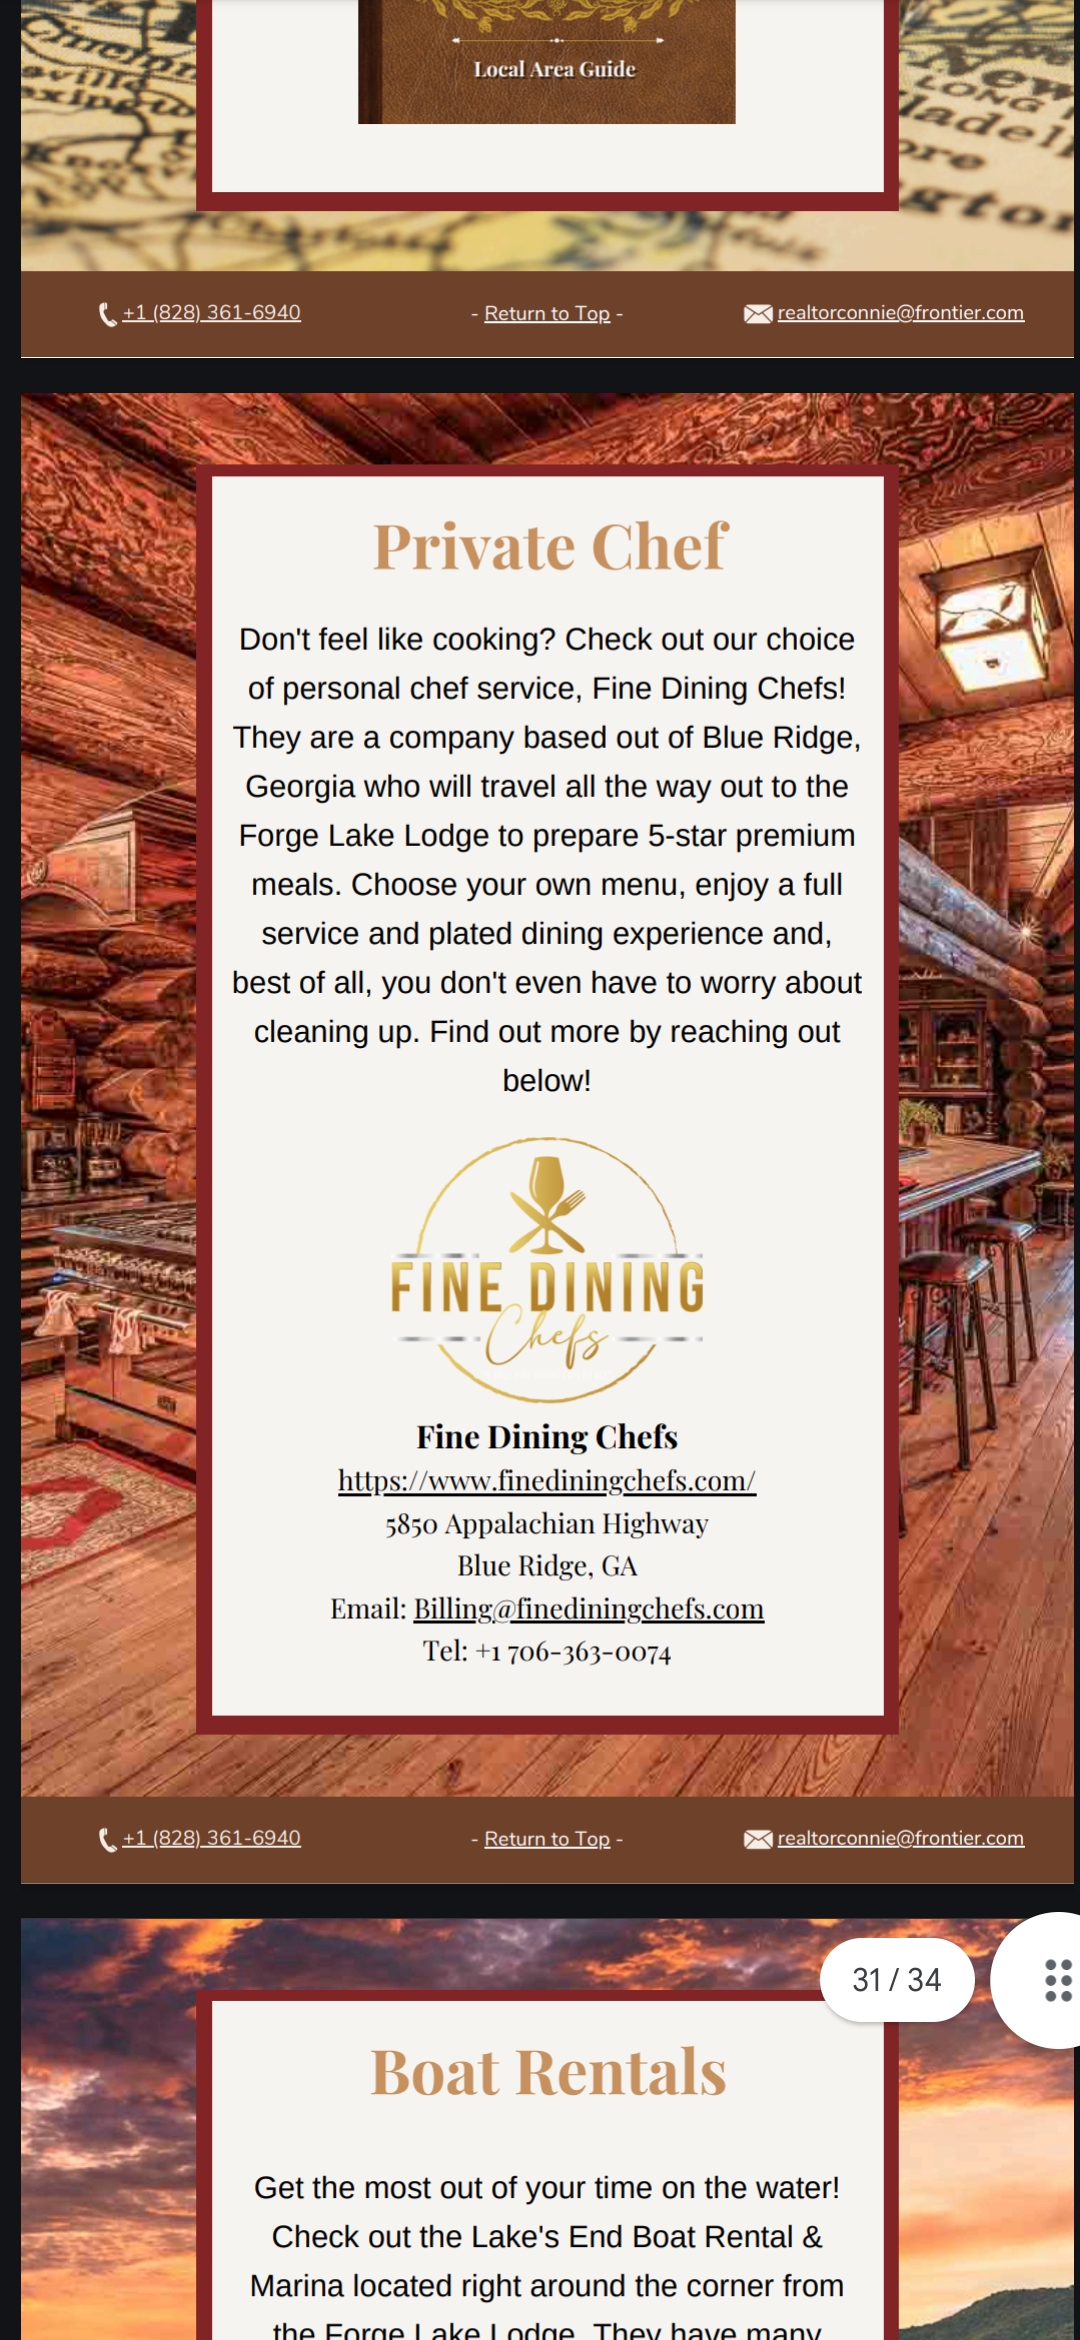 Cincinn
Local Area Guide
New
LONG
ladel
ore
gton
+1 (828) 361-6940
- Return to Top -
realtorconnie@frontier.com
Private Chef
Don't feel like cooking? Check out our choice
of personal chef service, Fine Dining Chefs!
They are a company based out of Blue Ridge,
Georgia who will travel all the way out to the
Forge Lake Lodge to prepare 5-star premium
meals. Choose your own menu, enjoy a full
service and plated dining experience and,
best of all, you don't even have to worry about
cleaning up. Find out more by reaching out
below!
FINE DINING
Chefs
Fine Dining Chefs
https://www.finediningchefs.com/
5850 Appalachian Highway
Blue Ridge, GA
Email: Billing@finediningchefs.com
Tel: +1 706-363-0074
+1 (828) 361-6940
- Return to Top -
realtorconnie@frontier.com
31 / 34
Boat Rentals
Get the most out of your time on the water!
Check out the Lake's End Boat Rental &
Marina located right around the corner from
the Forge Lake Lodge. They have many